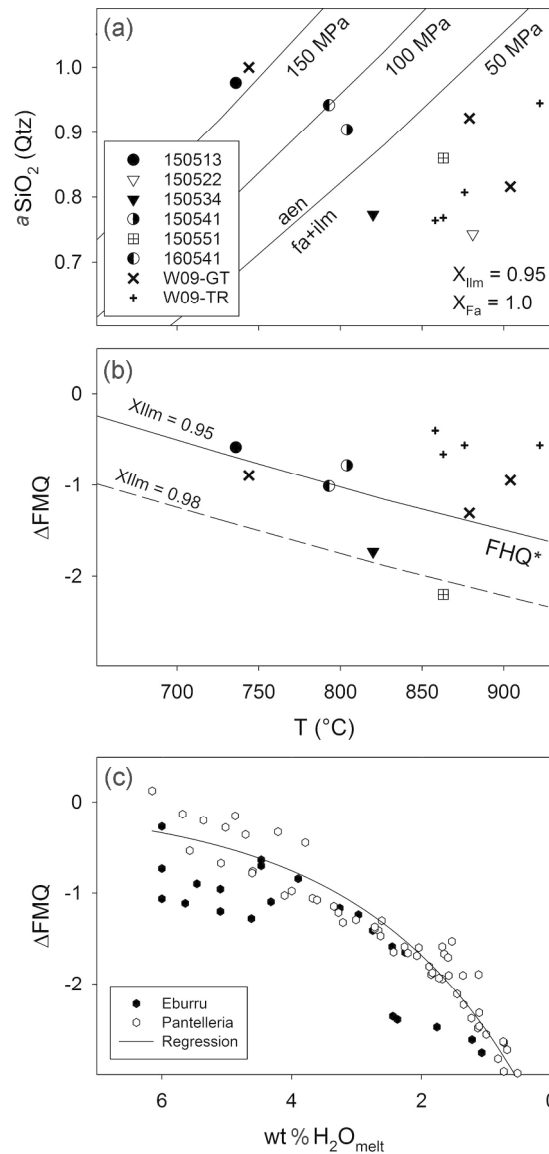 (a)
150 MPa
100 MPa
50 MPa
1.0
0.9
0.8
0.7
aSiO2 (Qtz)
150513
150522
150534
150541
150551
160541
W09-GT
W09-TR
aen
fa+ilm
XIlm = 0.95
XFa = 1.0
(b)
0
-1
-2
ΔFMQ
XIlm = 0.95
XIlm = 0.98
FHQ*
700
750
800
850
900
T (°C)
(c)
0
-1
-2
ΔFMQ
Eburru
Pantelleria
Regression
6
4
2
0
wt % H2Omelt